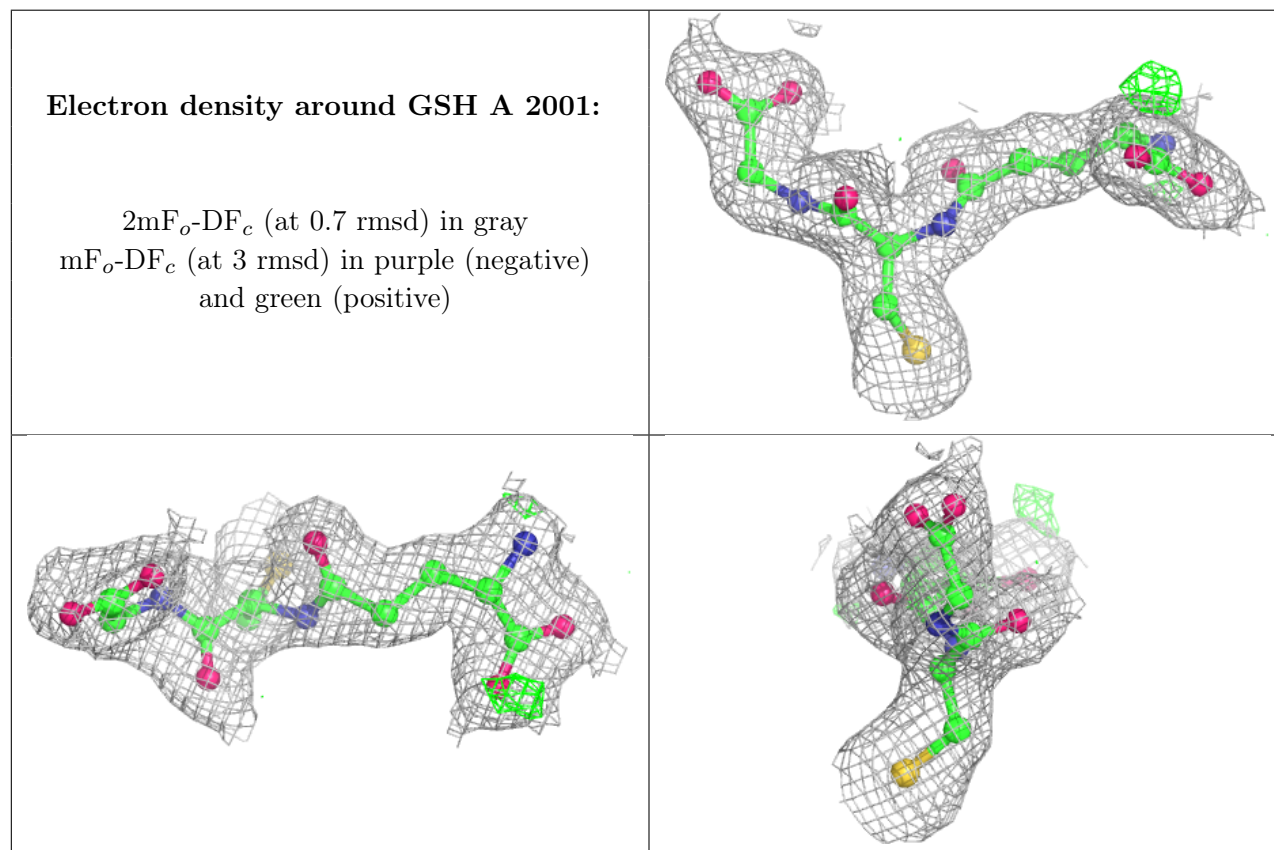 Electron density around GSH A 2001:
2mFₒ-DF𝒸 (at 0.7 rmsd) in gray
mFₒ-DF𝒸 (at 3 rmsd) in purple (negative)
and green (positive)